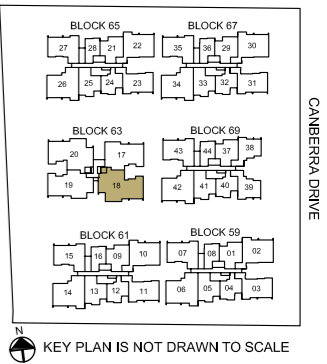 BLOCK 65 BLOCK 67
27 28 21 22 35 36 29 30
26 25 24 23 34 33 32 31
CANBERRA DRIVE
BLOCK 63 BLOCK 69
20 17 43 44 37 38
19 18 42 41 40 39
BLOCK 61 BLOCK 59
15 16 09 10 07 08 01 02
14 13 12 11 06 05 04 03
N
KEY PLAN IS NOT DRAWN TO SCALE